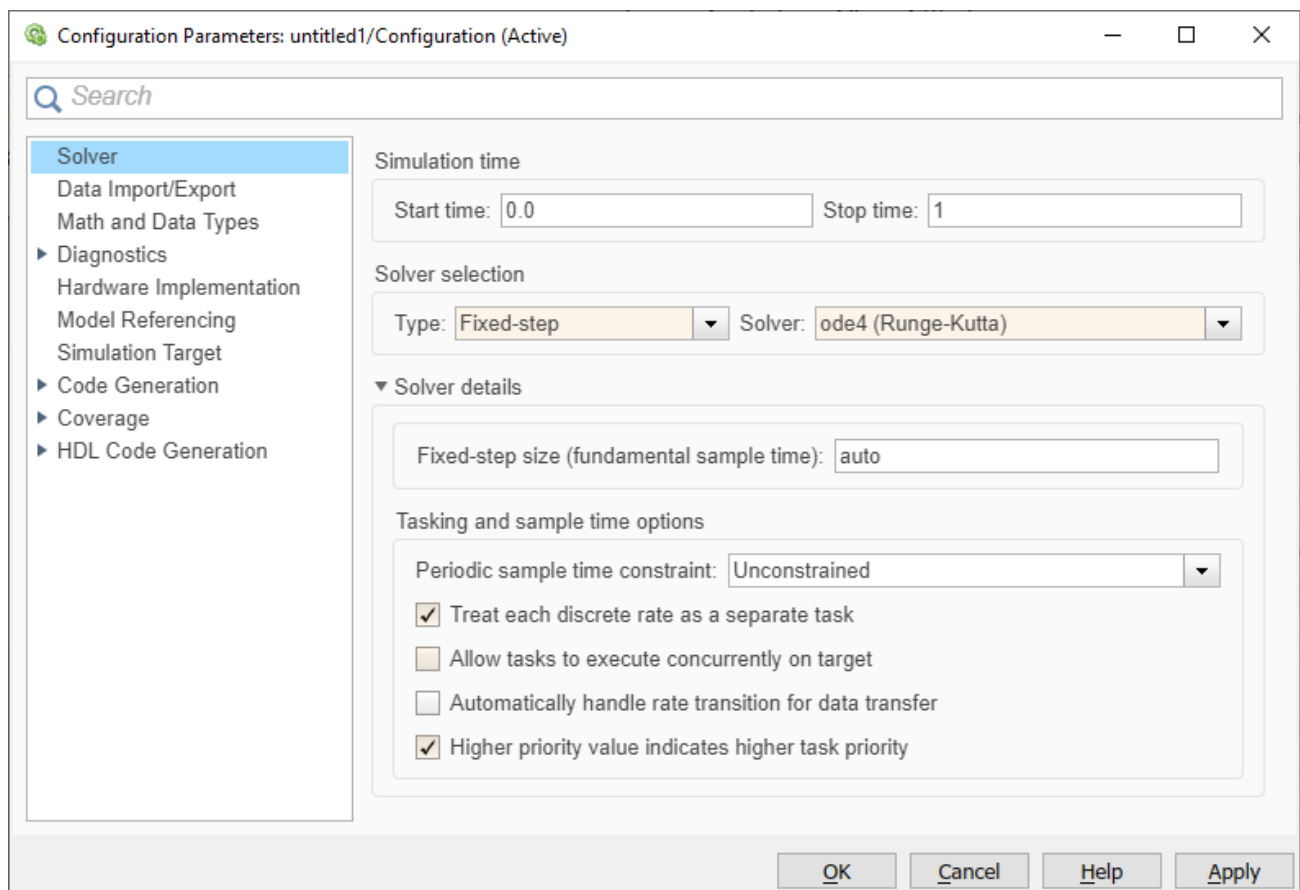 Configuration Parameters: untitled1/Configuration (Active)
Search
Solver
Data Import/Export
Math and Data Types
Diagnostics
Hardware Implementation
Model Referencing
Simulation Target
Code Generation
Coverage
HDL Code Generation
Simulation time
Start time: 0.0 Stop time: 1
Solver selection
Type: Fixed-step Solver: ode4 (Runge-Kutta)
Solver details
Fixed-step size (fundamental sample time): auto
Tasking and sample time options
Periodic sample time constraint: Unconstrained
Treat each discrete rate as a separate task
Allow tasks to execute concurrently on target
Automatically handle rate transition for data transfer
Higher priority value indicates higher task priority
OK Cancel Help Apply